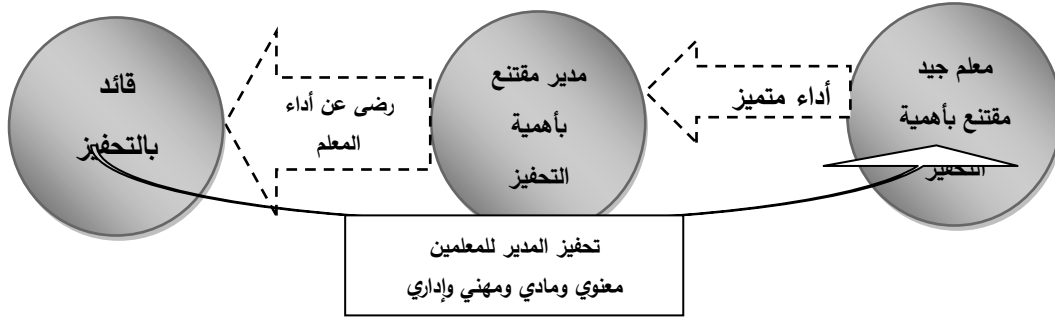 معلم جيد
مقتنع بأهمية
التحفيز
أداء متميز
مدير مقتنع
بأهمية
التحفيز
رضى عن أداء
المعلم
قائد
بالتحفيز
تحفيز المدير للمعلمين
معنوي ومادي ومهني وإداري